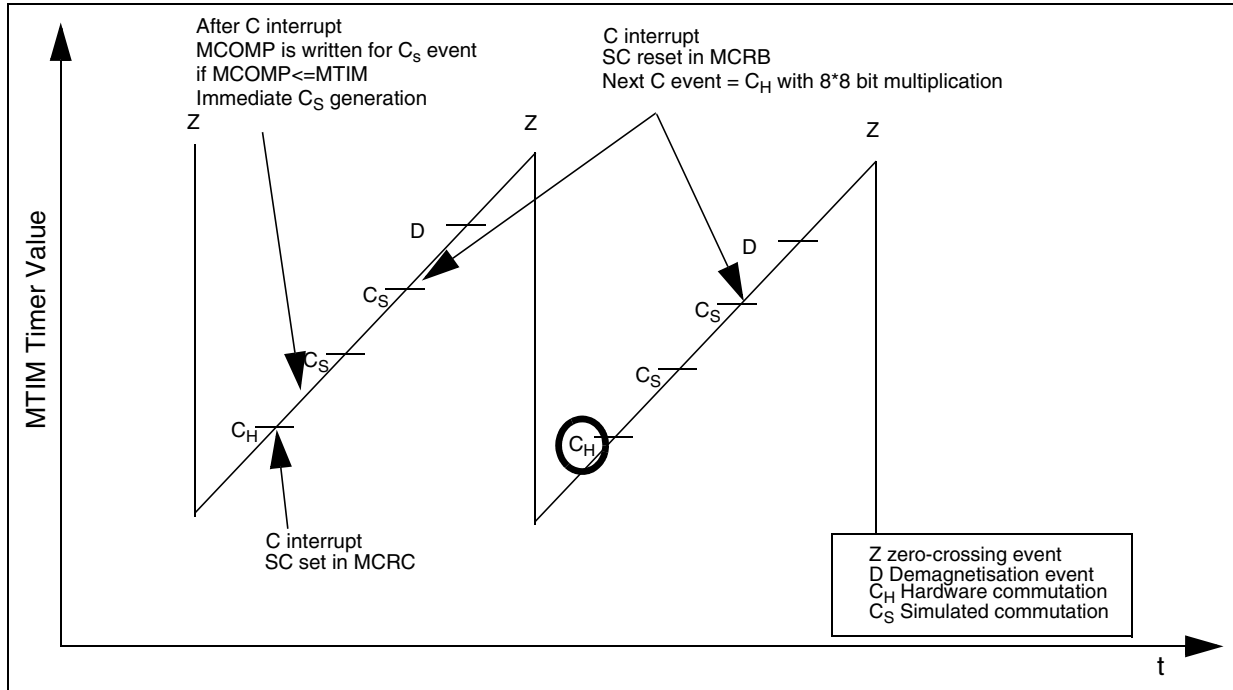 After C interrupt
MCOMP is written for Cs event
if MCOMP<=MTIM
Immediate CS generation
C interrupt
SC reset in MCRB
Next C event = CH with 8*8 bit multiplication
Z
Z
Z
D
D
CS
CS
CS
CS
CH
CH
MTIM Timer Value
C interrupt
SC set in MCRC
Z zero-crossing event
D Demagnetisation event
CH Hardware commutation
CS Simulated commutation
t